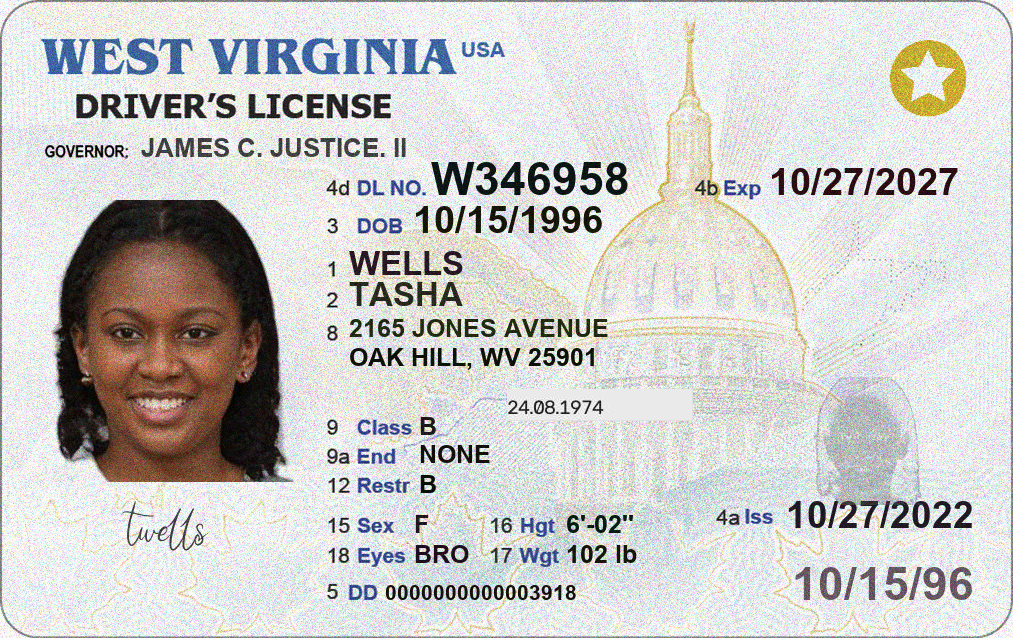 WEST VIRGINIA USA
DRIVER'S LICENSE
GOVERNOR: JAMES C. JUSTICE. II
4d DL NO. W346958 4b Exp 10/27/2027
3 DOB 10/15/1996
1 WELLS
2 TASHA
8 2165 JONES AVENUE
OAK HILL, WV 25901
24.08.1974
9 Class B
9a End NONE
12 Restr B
twells
15 Sex F 16 Hgt 6'-02" 4a Iss 10/27/2022
18 Eyes BRO 17 Wgt 102 lb
5 DD 0000000000003918 10/15/96